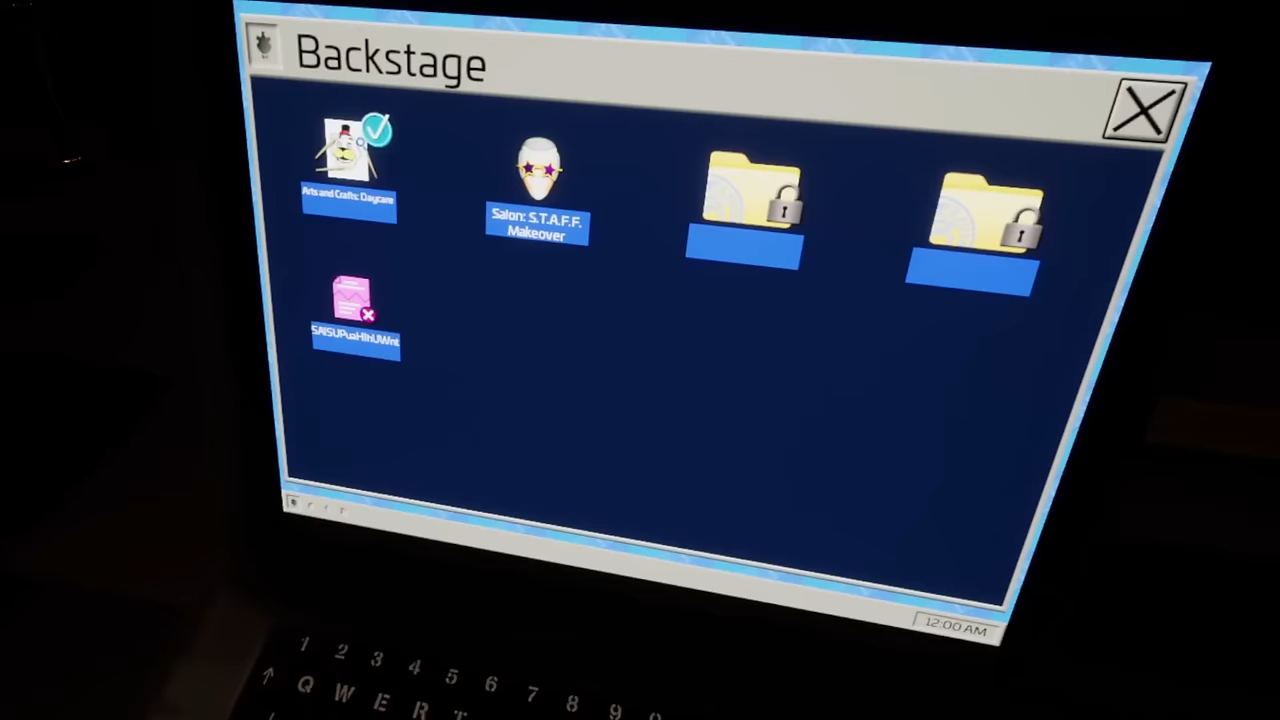 Backstage
Arts and Crafts: Daycare
Salon: S.T.A.F.F.
Makeover
12:00 AM
1 2 3 4 5 6 7 8 9
Q W E R T